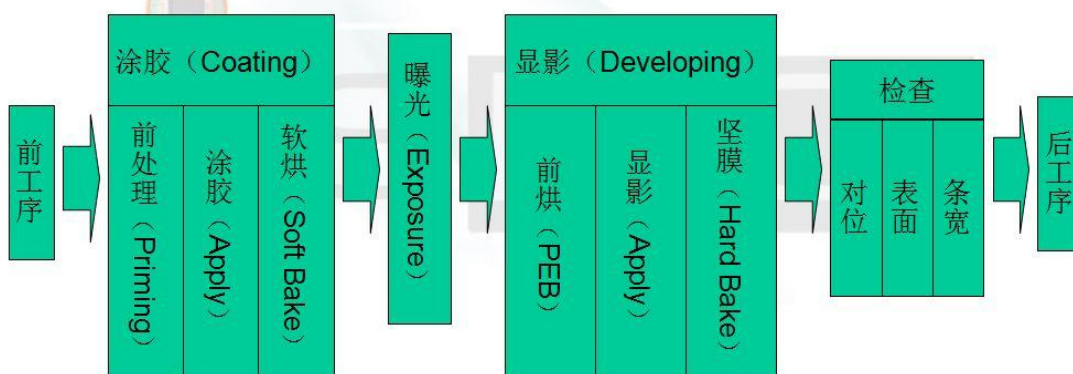 前工序
涂胶（Coating）
前处理（Priming）
涂胶（Apply）
软烘（Soft Bake）
曝光（Exposure）
显影（Developing）
前烘（PEB）
显影（Apply）
坚膜（Hard Bake）
检查
对位
表面
条宽
后工序